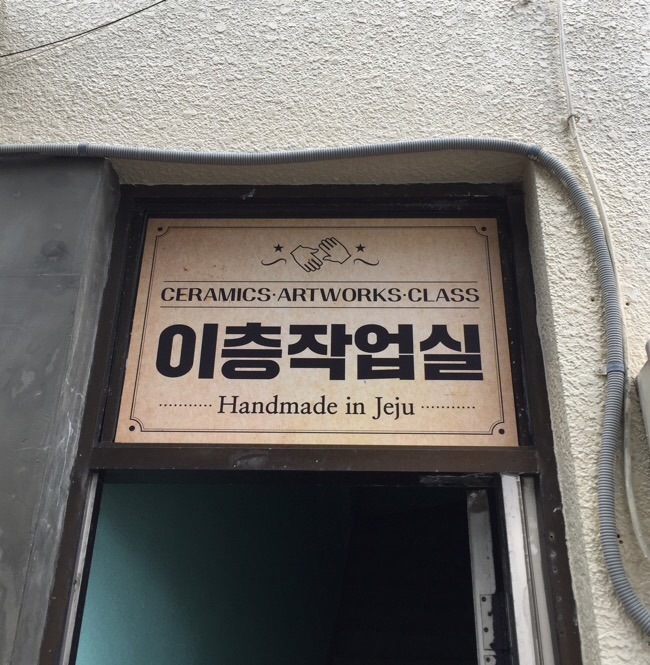 CERAMICS·ARTWORKS·CLASS
이층작업실
Handmade in Jeju